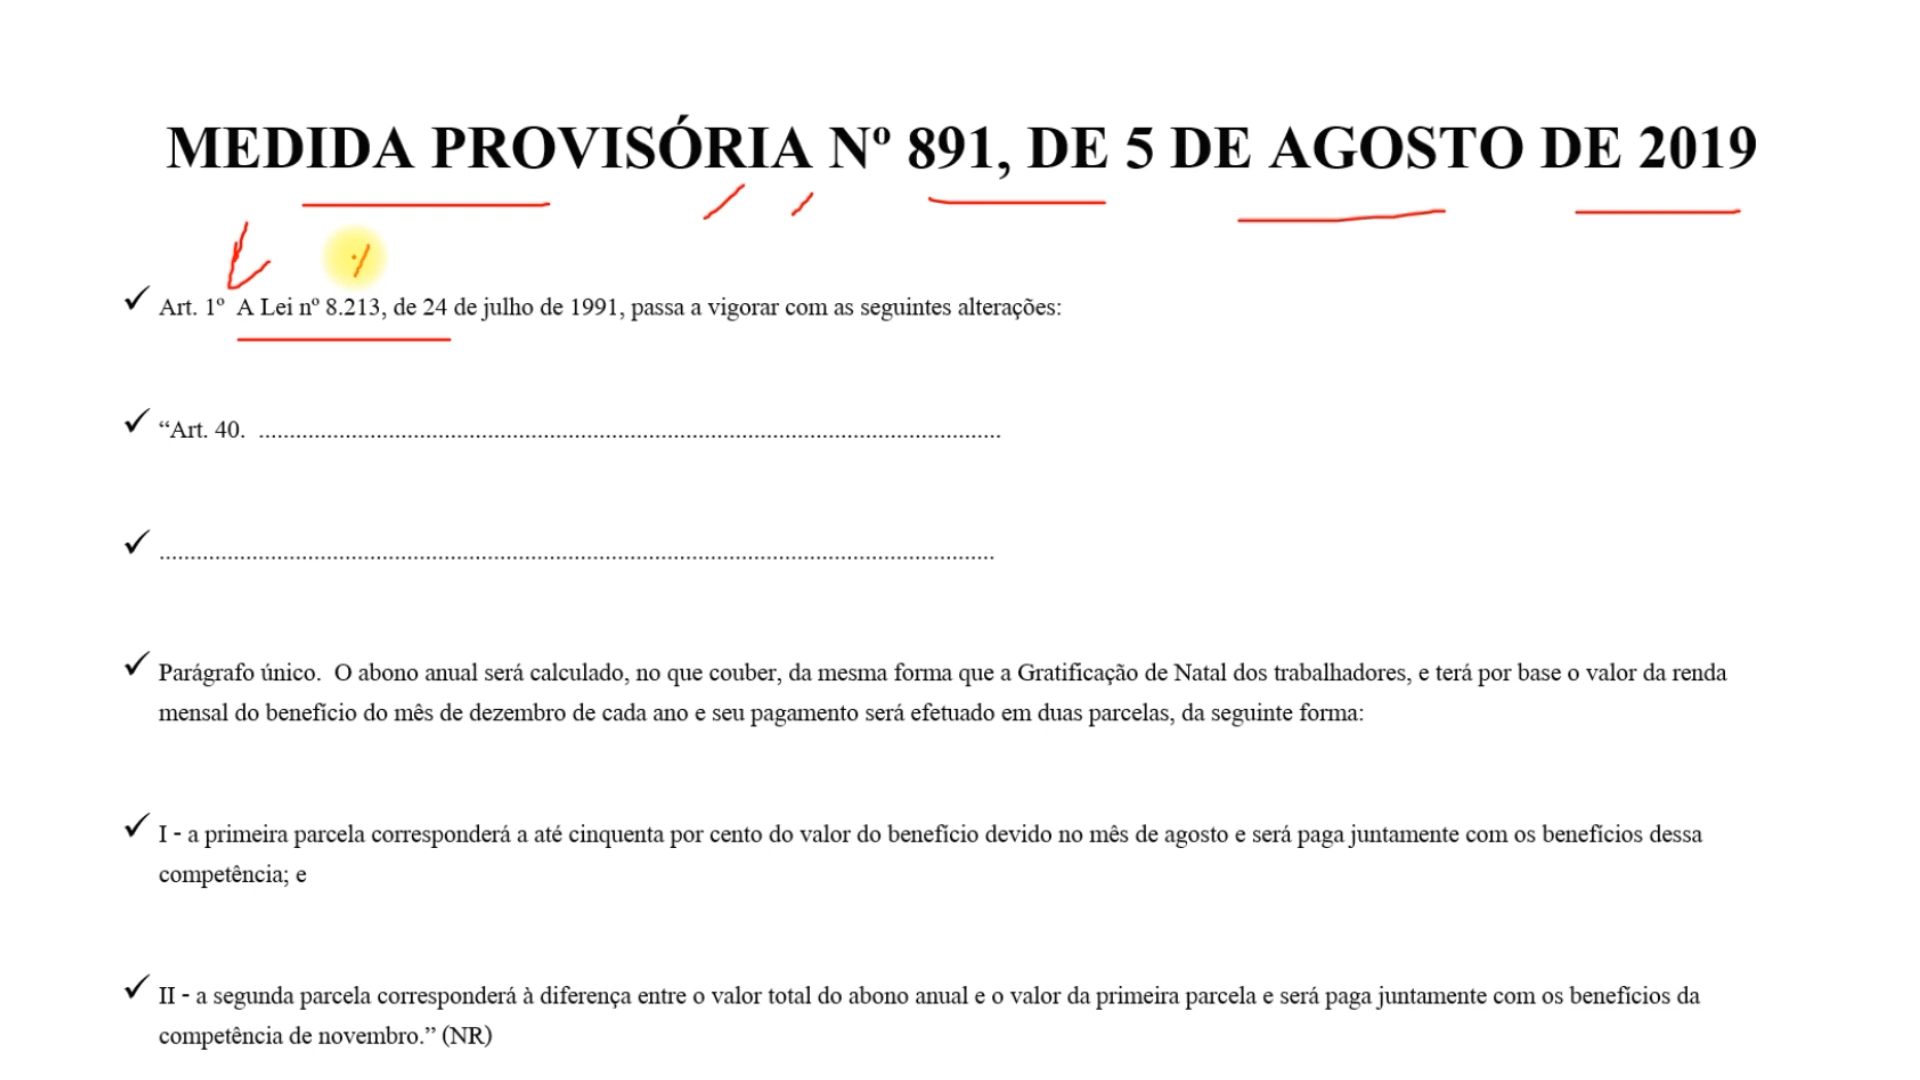 MEDIDA PROVISÓRIA Nº 891, DE 5 DE AGOSTO DE 2019
✓ Art. 1º A Lei nº 8.213, de 24 de julho de 1991, passa a vigorar com as seguintes alterações:
✓ “Art. 40. ........................................................................................................................
✓ .......................................................................................................................................
✓ Parágrafo único. O abono anual será calculado, no que couber, da mesma forma que a Gratificação de Natal dos trabalhadores, e terá por base o valor da renda
mensal do benefício do mês de dezembro de cada ano e seu pagamento será efetuado em duas parcelas, da seguinte forma:
✓ I - a primeira parcela corresponderá a até cinquenta por cento do valor do benefício devido no mês de agosto e será paga juntamente com os benefícios dessa
competência; e
✓ II - a segunda parcela corresponderá à diferença entre o valor total do abono anual e o valor da primeira parcela e será paga juntamente com os benefícios da
competência de novembro.” (NR)